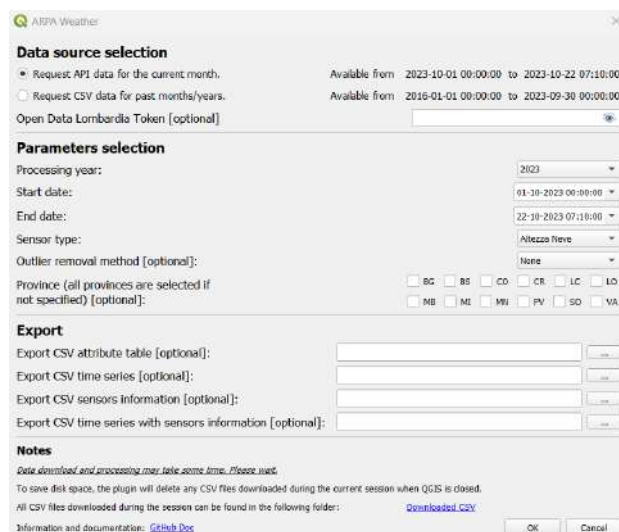 ARPA Weather
Data source selection
Request API data for the current month. Available from 2023-10-01 00:00:00 to 2023-10-22 07:10:00
Request CSV data for past months/years. Available from 2016-01-01 00:00:00 to 2023-09-30 00:00:00
Open Data Lombardia Token [optional]
Parameters selection
Processing year: 2023
Start date: 01-10-2023 00:00:00
End date: 22-10-2023 07:10:00
Sensor type: Altezza Neve
Outlier removal method [optional]: None
Province (all provinces are selected if BG BS CO CR LC LO
not specified) [optional]: MB MI MN PV SO VA
Export
Export CSV attribute table [optional]: ...
Export CSV time series [optional]: ...
Export CSV sensors information [optional]: ...
Export CSV time series with sensors information [optional]: ...
Notes
Data download and processing may take some time. Please wait.
To save disk space, the plugin will delete any CSV files downloaded during the current session when QGIS is closed.
All CSV files downloaded during the session can be found in the following folder: Downloaded CSV
Information and documentation: GitHub Doc OK Cancel